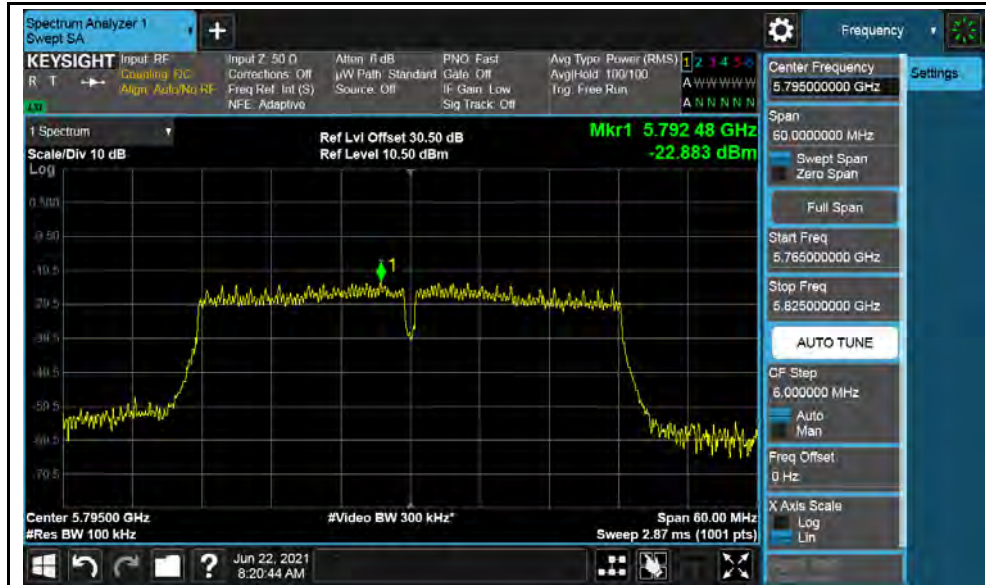 Spectrum Analyzer 1
Swept SA
+
Frequency
KEYSIGHT
R T
LXI
Input: RF
Coupling: DC
Align: Auto/No RF
Input Z: 50 Ω
Corrections: Off
Freq Ref: Int (S)
NFE: Adaptive
Atten: 6 dB
µW Path: Standard
Source: Off
PNO: Fast
Gate: Off
IF Gain: Low
Sig Track: Off
Avg Type: Power (RMS)
Avg|Hold: 100/100
Trig: Free Run
1 2 3 4 5 6
A W W W W W
A N N N N N
Settings
Center Frequency
5.795000000 GHz
Span
60.0000000 MHz
Swept Span
Zero Span
Full Span
Start Freq
5.765000000 GHz
Stop Freq
5.825000000 GHz
AUTO TUNE
CF Step
6.000000 MHz
Auto
Man
Freq Offset
0 Hz
X Axis Scale
Log
Lin
1 Spectrum
Scale/Div 10 dB
Log
Ref Lvl Offset 30.50 dB
Ref Level 10.50 dBm
Mkr1 5.792 48 GHz
-22.883 dBm
0.500
-9.50
-19.5
-29.5
-39.5
-49.5
-59.5
-69.5
-79.5
1
Center 5.79500 GHz
#Res BW 100 kHz
#Video BW 300 kHz*
Span 60.00 MHz
Sweep 2.87 ms (1001 pts)
?
Jun 22, 2021
8:20:44 AM